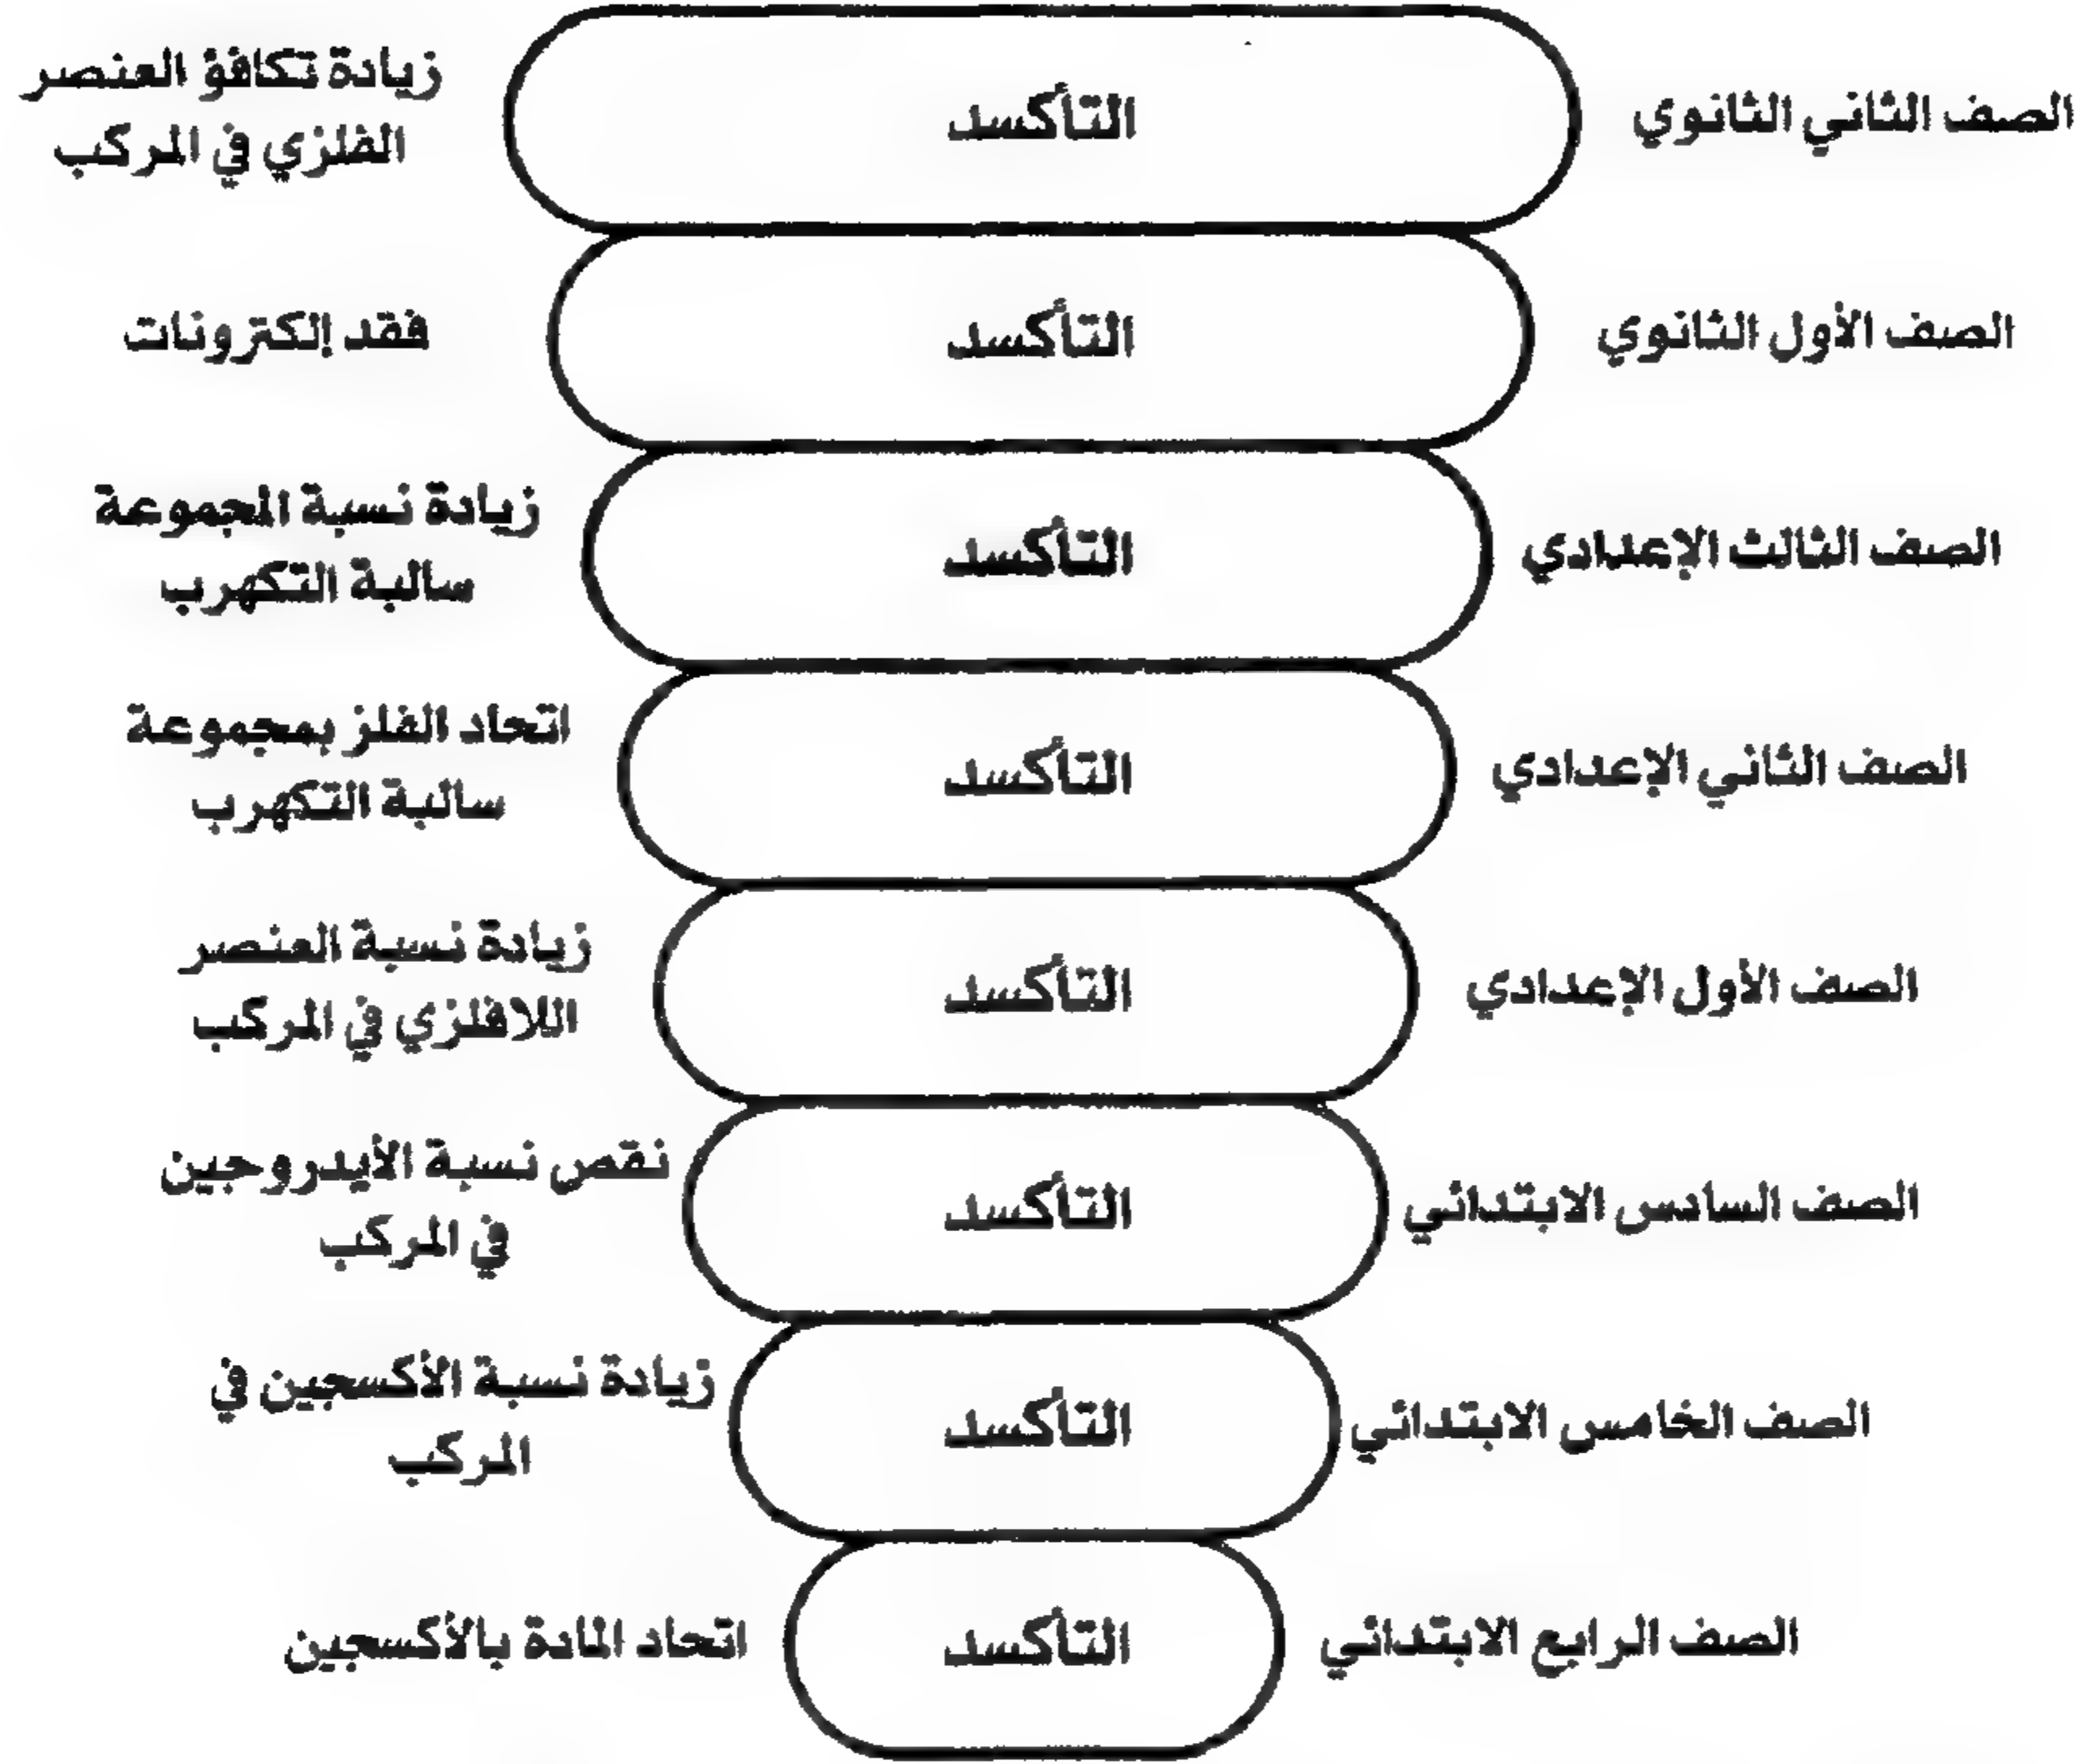 الصف الثاني الثانوي
التأكسد
زيادة تكافؤ العنصر
الفلزي في المركب
الصف الأول الثانوي
التأكسد
فقد إلكترونات
الصف الثالث الإعدادي
التأكسد
زيادة نسبة المجموعة
سالبة التكهرب
الصف الثاني الإعدادي
التأكسد
اتحاد الفلز بمجموعة
سالبة التكهرب
الصف الأول الإعدادي
التأكسد
زيادة نسبة العنصر
اللافلزي في المركب
الصف السادس الابتدائي
التأكسد
نقص نسبة الأيدروجين
في المركب
الصف الخامس الابتدائي
التأكسد
زيادة نسبة الأكسجين في
المركب
الصف الرابع الابتدائي
التأكسد
اتحاد المادة بالأكسجين